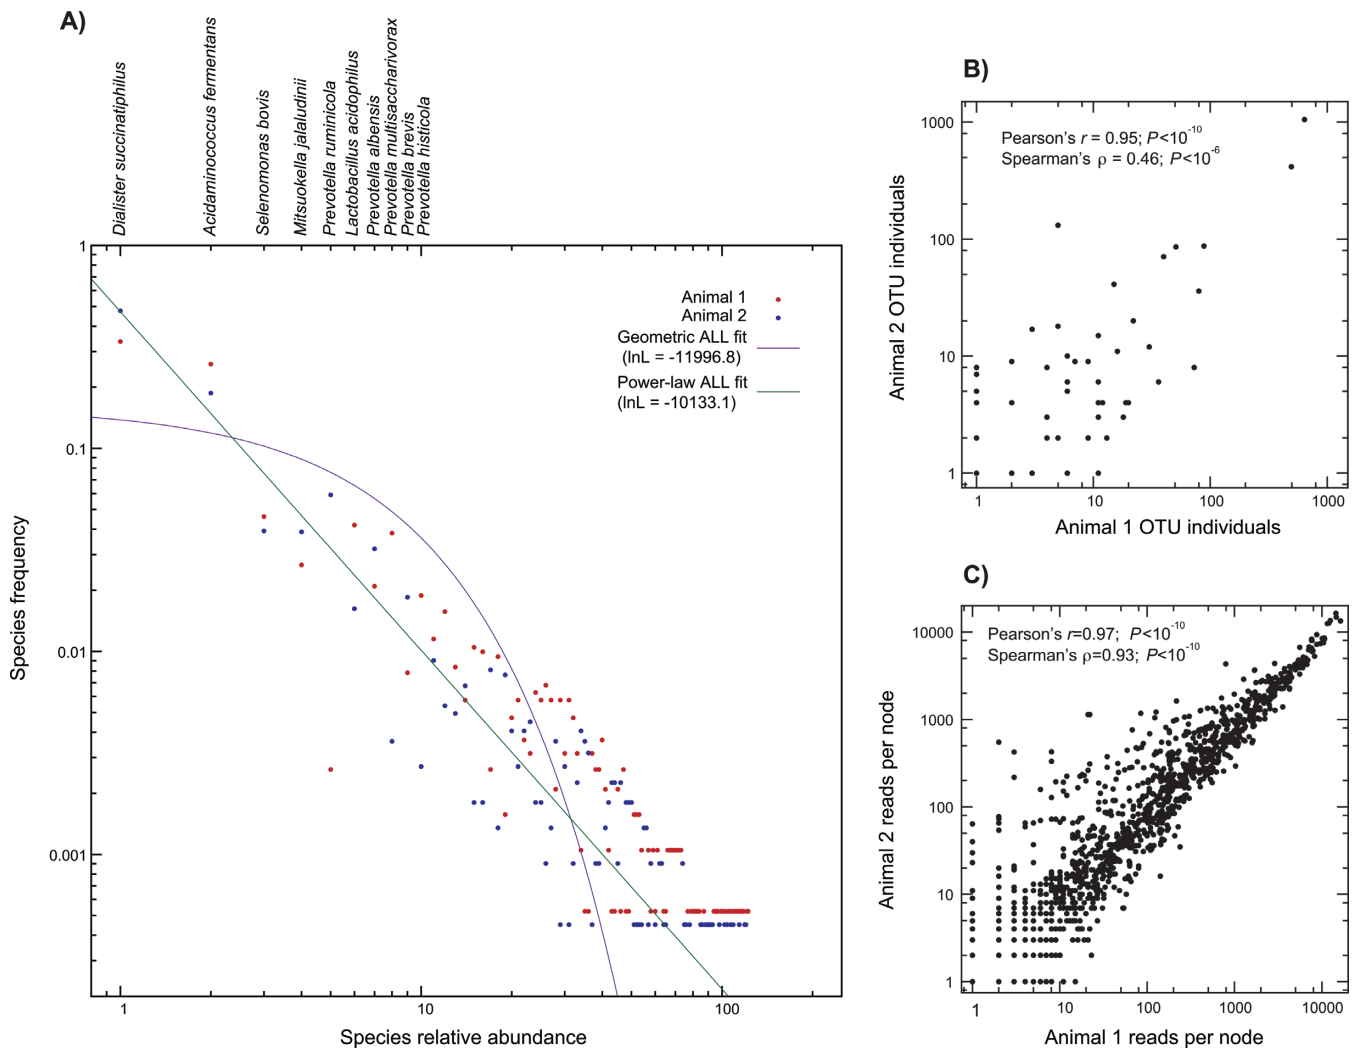 A)
Dialister succinatiphilus
Acidaminococcus fermentans
Selenomonas bovis
Mitsuokella jalaludinii
Prevotella ruminicola
Lactobacillus acidophilus
Prevotella albensis
Prevotella multisaccharivorax
Prevotella brevis
Prevotella histicola
1
0.1
0.01
0.001
Species frequency
Animal 1
Animal 2
Geometric ALL fit
(lnL = -11996.8)
Power-law ALL fit
(lnL = -10133.1)
1
10
100
Species relative abundance
B)
Pearson's r = 0.95; P<10⁻¹⁰
Spearman's ρ = 0.46; P<10⁻⁶
1000
100
10
1
Animal 2 OTU individuals
1
10
100
1000
Animal 1 OTU individuals
C)
Pearson's r=0.97; P<10⁻¹⁰
Spearman's ρ=0.93; P<10⁻¹⁰
10000
1000
100
10
1
Animal 2 reads per node
1
10
100
1000
10000
Animal 1 reads per node